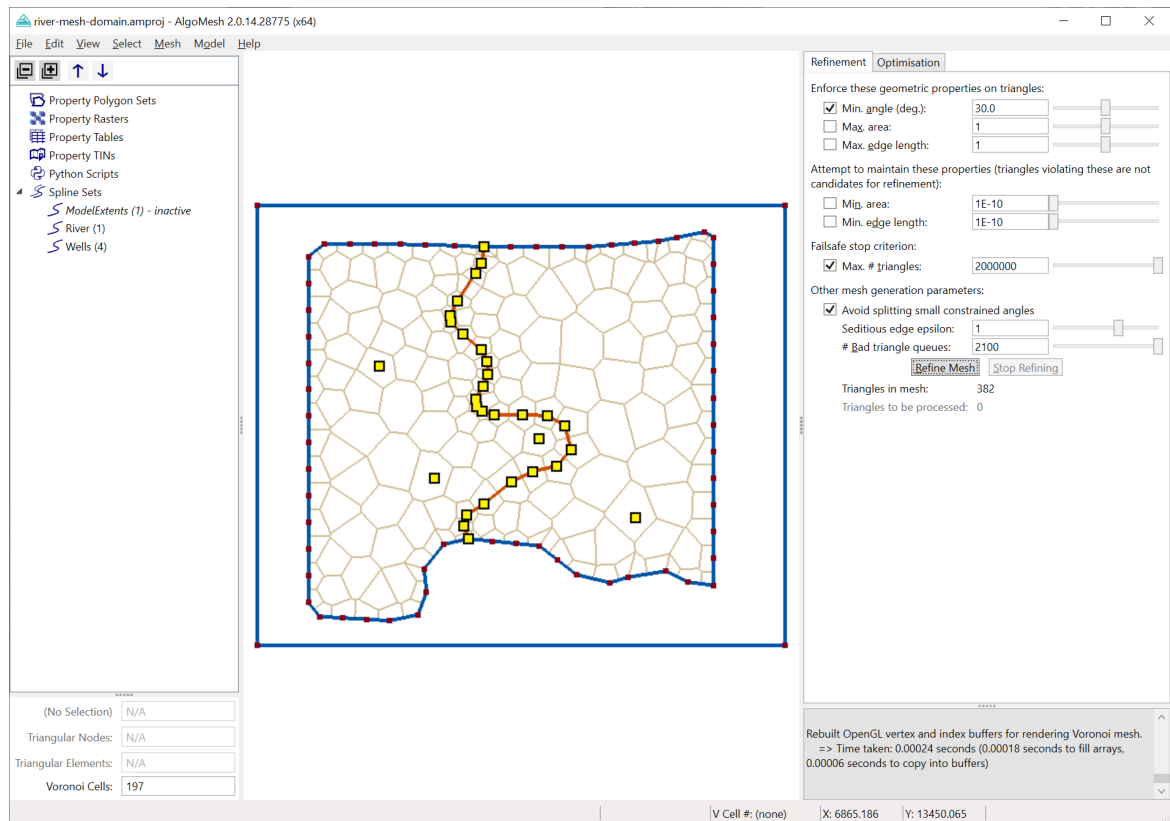 river-mesh-domain.amproj - AlgoMesh 2.0.14.28775 (x64)
File Edit View Select Mesh Model Help
Property Polygon Sets
Property Rasters
Property Tables
Property TINs
Python Scripts
Spline Sets
ModelExtents (1) - inactive
River (1)
Wells (4)
(No Selection) N/A
Triangular Nodes: N/A
Triangular Elements: N/A
Voronoi Cells: 197
Refinement Optimisation
Enforce these geometric properties on triangles:
Min. angle (deg.): 30.0
Max. area: 1
Max. edge length: 1
Attempt to maintain these properties (triangles violating these are not
candidates for refinement):
Min. area: 1E-10
Min. edge length: 1E-10
Failsafe stop criterion:
Max. # triangles: 2000000
Other mesh generation parameters:
Avoid splitting small constrained angles
Seditious edge epsilon: 1
# Bad triangle queues: 2100
Refine Mesh Stop Refining
Triangles in mesh: 382
Triangles to be processed: 0
Rebuilt OpenGL vertex and index buffers for rendering Voronoi mesh.
=> Time taken: 0.00024 seconds (0.00018 seconds to fill arrays,
0.00006 seconds to copy into buffers)
V Cell #: (none) X: 6865.186 Y: 13450.065